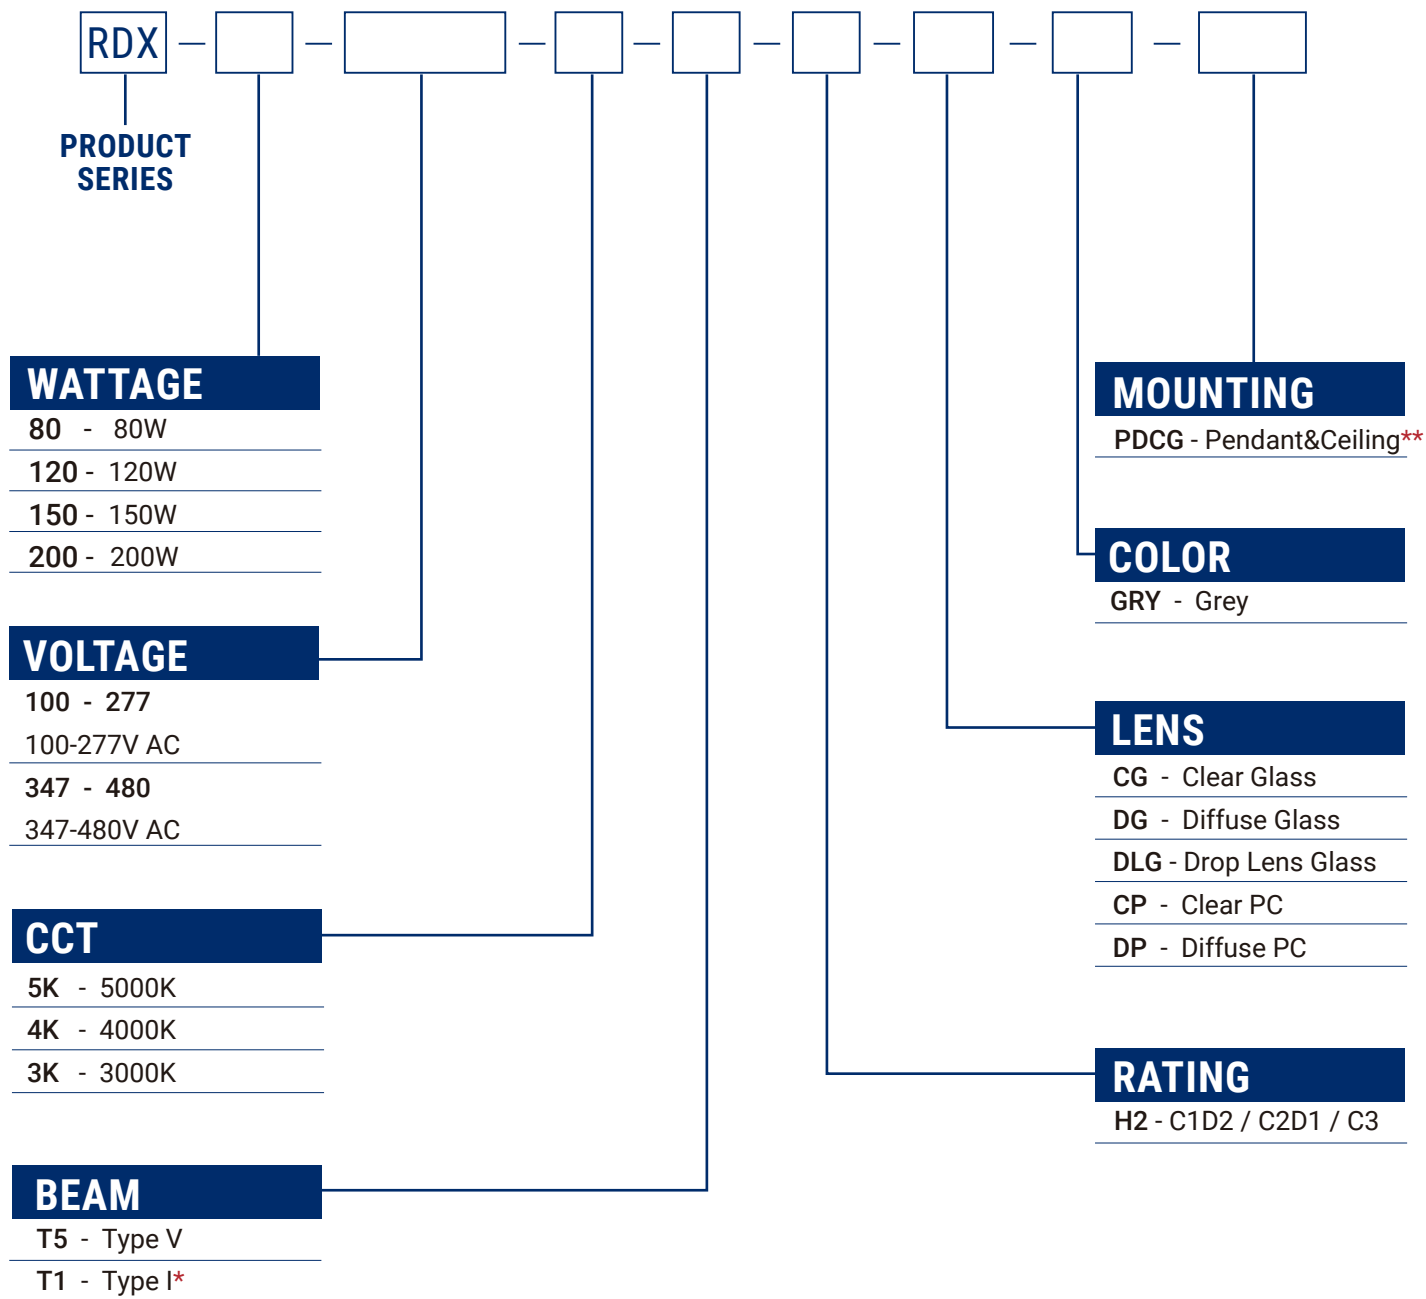 RDX — — — — — — — —
PRODUCT
SERIES
WATTAGE
80 - 80W
120 - 120W
150 - 150W
200 - 200W
VOLTAGE
100 - 277
100-277V AC
347 - 480
347-480V AC
CCT
5K - 5000K
4K - 4000K
3K - 3000K
BEAM
T5 - Type V
T1 - Type I*
MOUNTING
PDCG - Pendant&Ceiling**
COLOR
GRY - Grey
LENS
CG - Clear Glass
DG - Diffuse Glass
DLG - Drop Lens Glass
CP - Clear PC
DP - Diffuse PC
RATING
H2 - C1D2 / C2D1 / C3